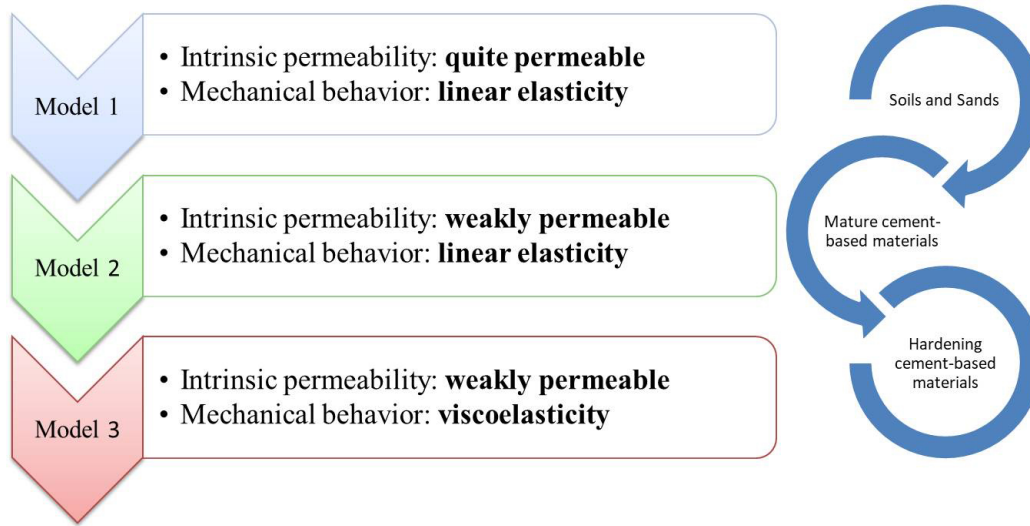 Model 1
• Intrinsic permeability: quite permeable
• Mechanical behavior: linear elasticity
Soils and Sands
Model 2
• Intrinsic permeability: weakly permeable
• Mechanical behavior: linear elasticity
Mature cement-
based materials
Model 3
• Intrinsic permeability: weakly permeable
• Mechanical behavior: viscoelasticity
Hardening
cement-based
materials